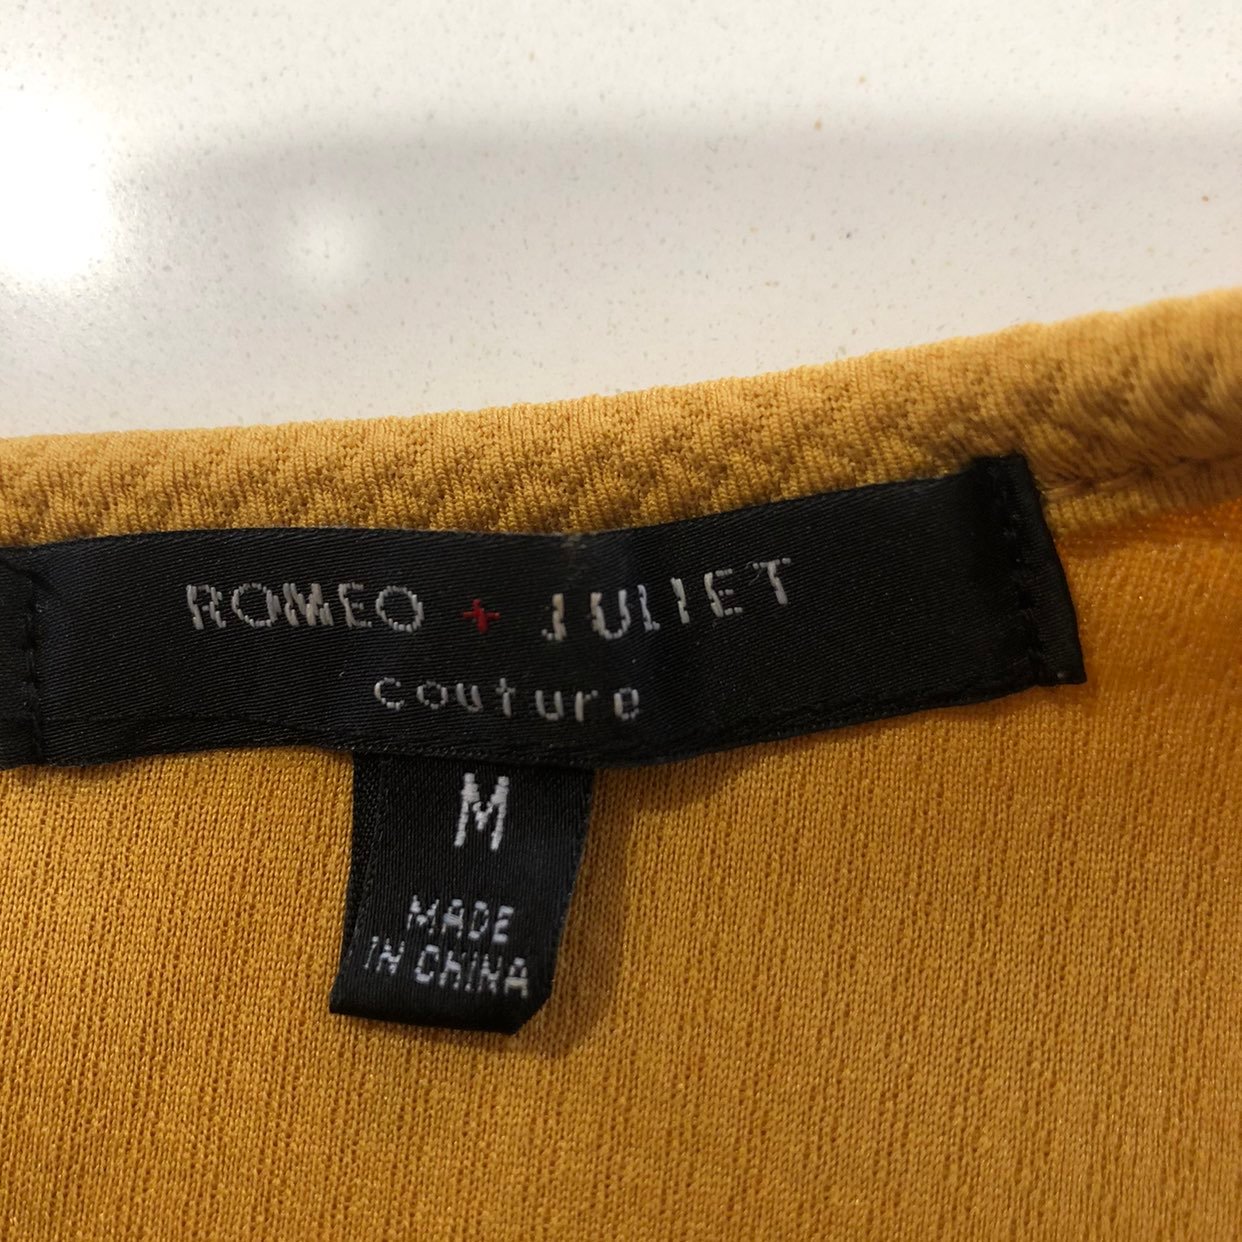 ROMEO + JULIET
couture
M
MADE
IN CHINA